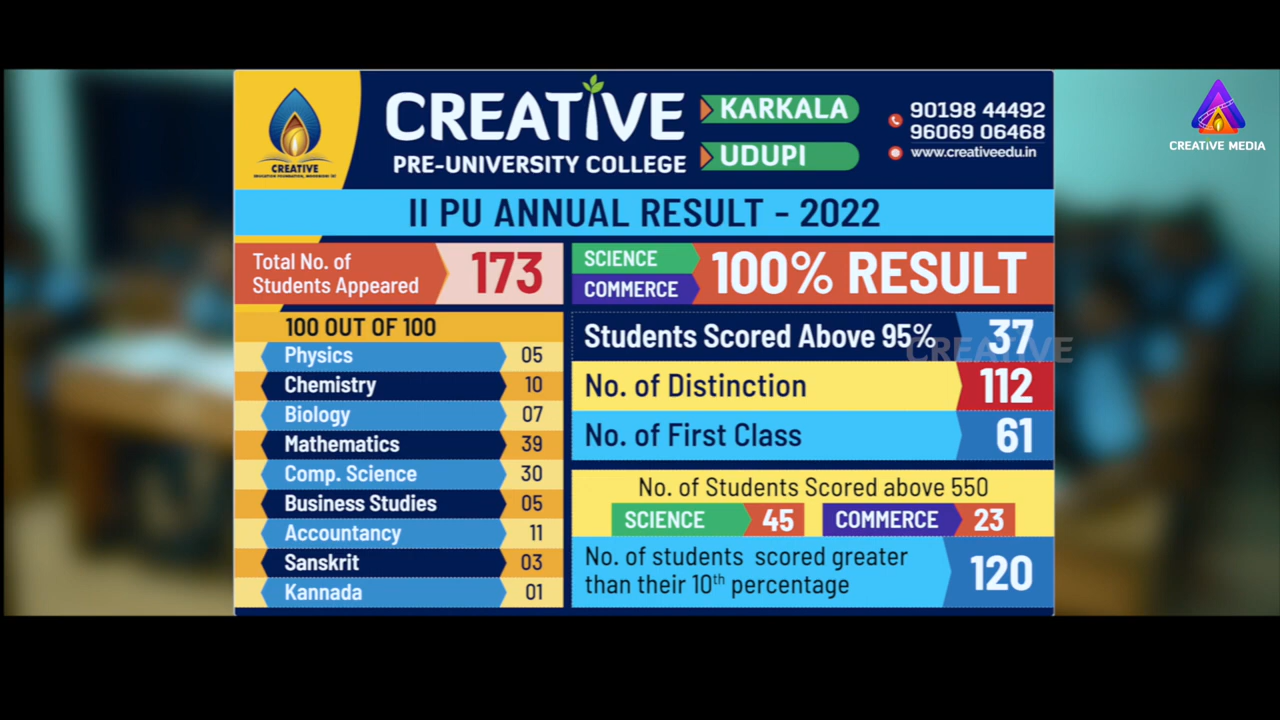 CREATIVE
PRE-UNIVERSITY COLLEGE
KARKALA
UDUPI
90198 44492
96069 06468
www.creativeedu.in
CREATIVE
CREATIVE MEDIA
II PU ANNUAL RESULT - 2022
Total No. of
Students Appeared
173
SCIENCE
COMMERCE
100% RESULT
100 OUT OF 100
Physics 05
Chemistry 10
Biology 07
Mathematics 39
Comp. Science 30
Business Studies 05
Accountancy 11
Sanskrit 03
Kannada 01
Students Scored Above 95% 37
CREATIVE
No. of Distinction 112
No. of First Class 61
No. of Students Scored above 550
SCIENCE 45 COMMERCE 23
No. of students scored greater
than their 10th percentage
120